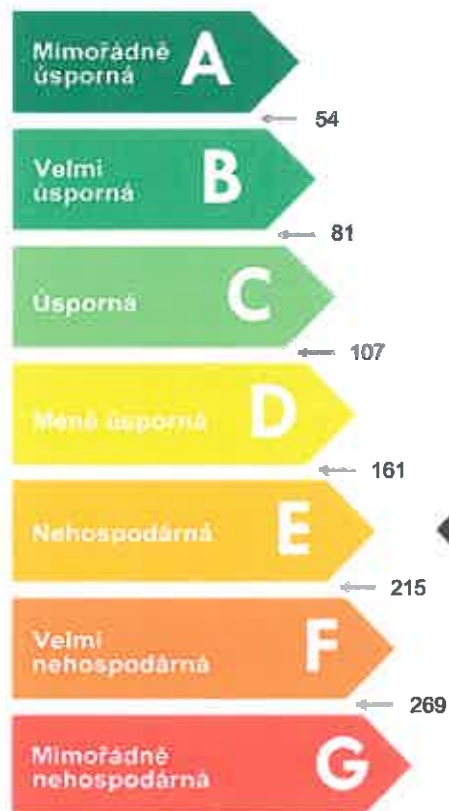 Mimořádně
úsporná
A
54
Velmi
úsporná
B
81
Úsporná
C
107
Méně úsporná
D
161
Nehospodárná
E
215
Velmi
nehospodárná
F
269
Mimořádně
nehospodárná
G